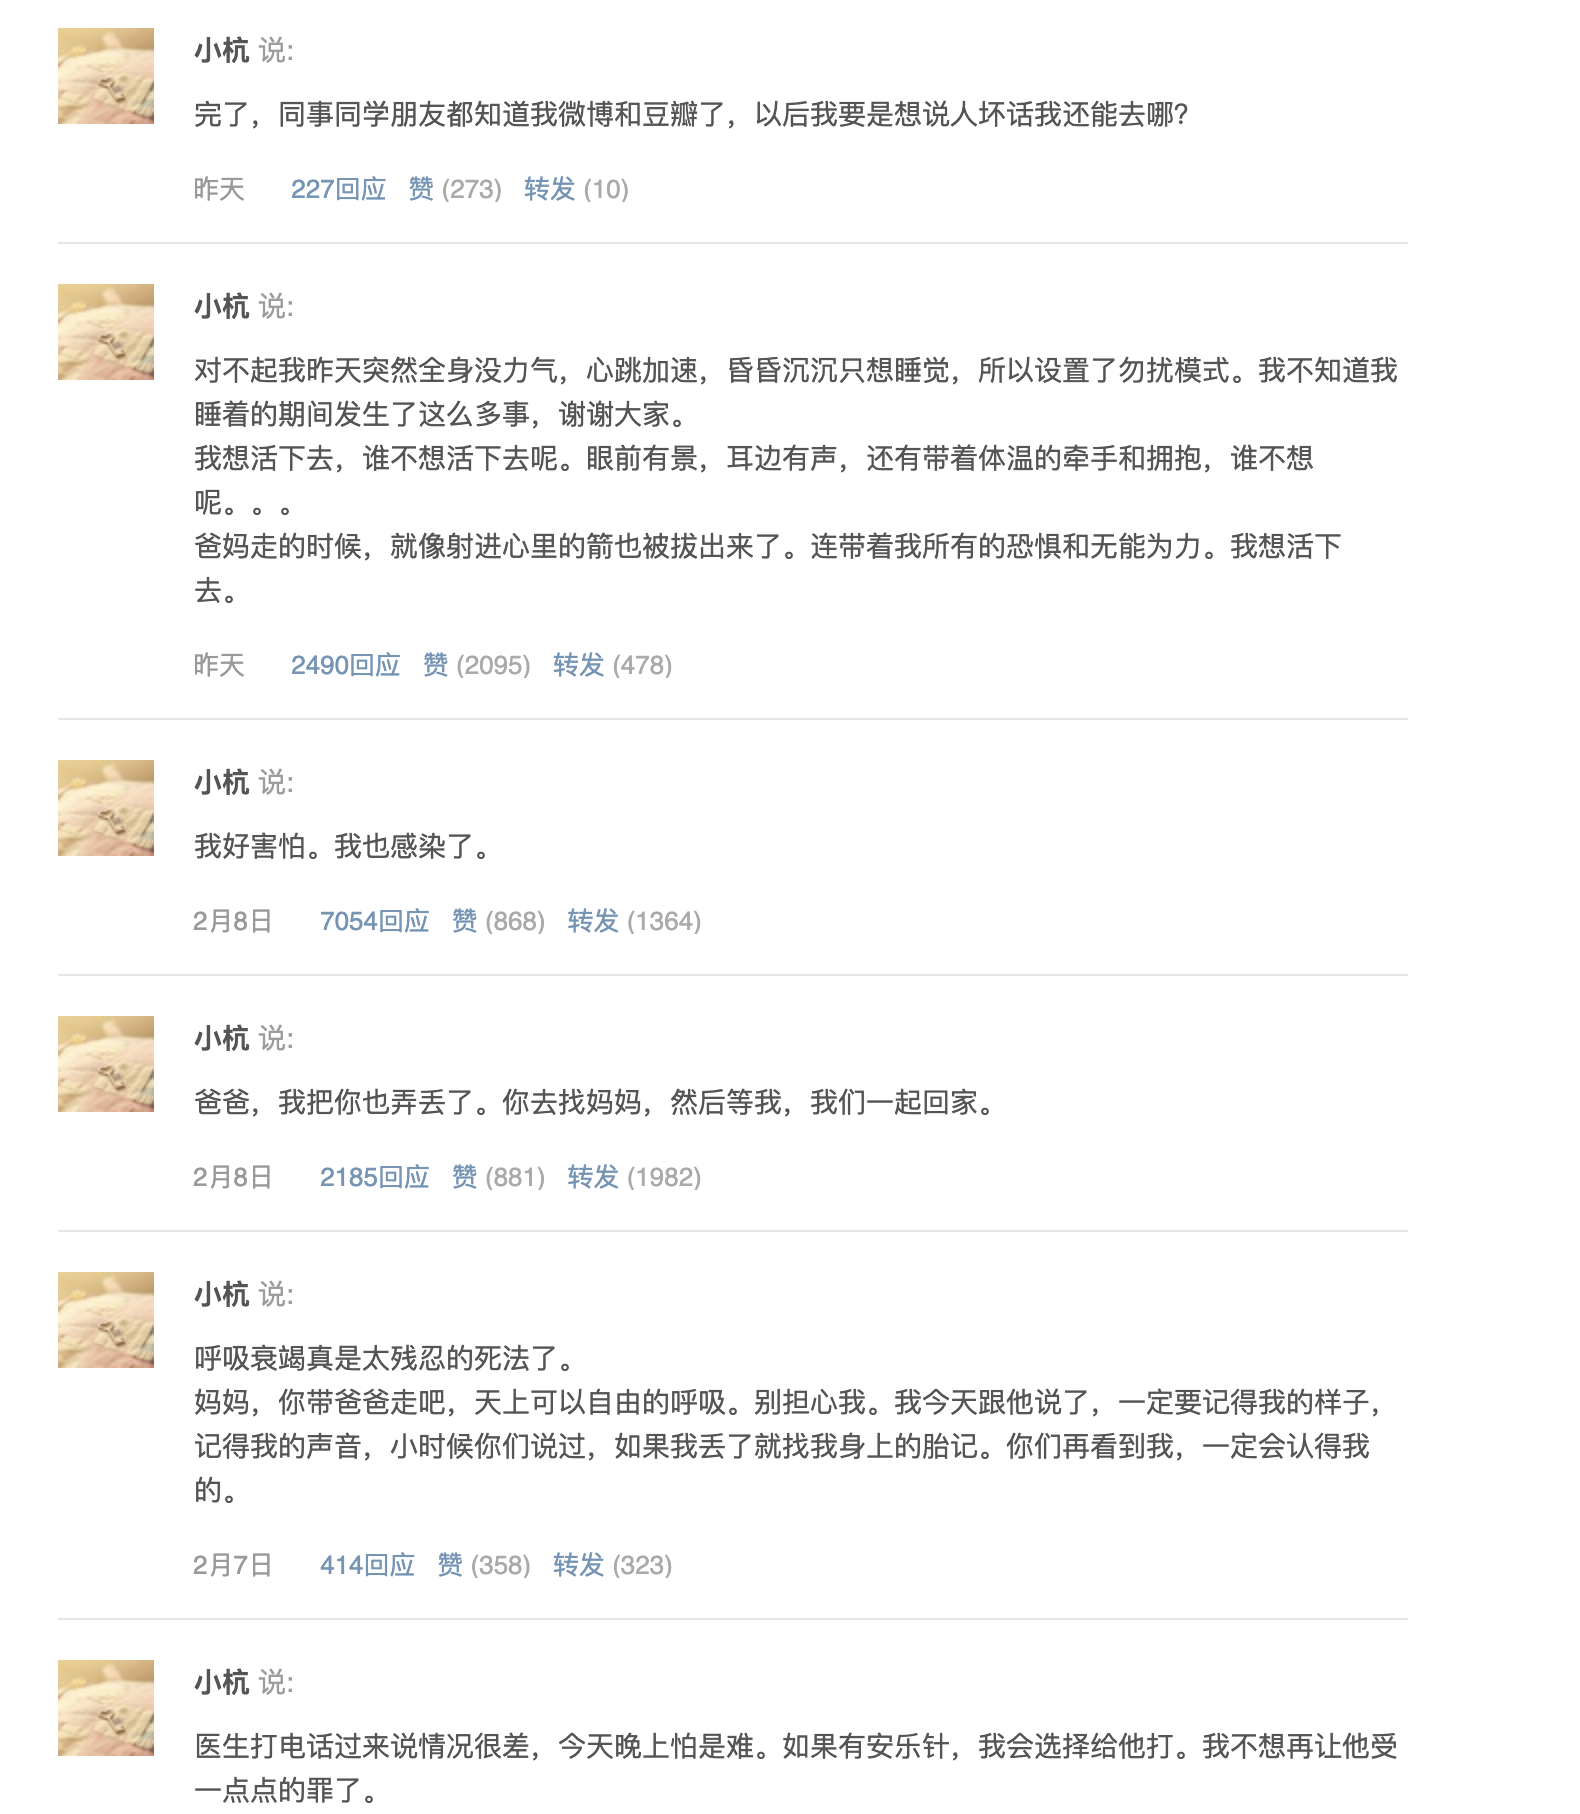 小杭 说:
完了，同事同学朋友都知道我微博和豆瓣了，以后我要是想说人坏话我还能去哪？
昨天 227回应 赞 (273) 转发 (10)
小杭 说:
对不起我昨天突然全身没力气，心跳加速，昏昏沉沉只想睡觉，所以设置了勿扰模式。我不知道我
睡着的期间发生了这么多事，谢谢大家。
我想活下去，谁不想活下去呢。眼前有景，耳边有声，还有带着体温的牵手和拥抱，谁不想
呢。。。
爸妈走的时候，就像射进心里的箭也被拔出来了。连带着我所有的恐惧和无能为力。我想活下
去。
昨天 2490回应 赞 (2095) 转发 (478)
小杭 说:
我好害怕。我也感染了。
2月8日 7054回应 赞 (868) 转发 (1364)
小杭 说:
爸爸，我把你也弄丢了。你去找妈妈，然后等我，我们一起回家。
2月8日 2185回应 赞 (881) 转发 (1982)
小杭 说:
呼吸衰竭真是太残忍的死法了。
妈妈，你带爸爸走吧，天上可以自由的呼吸。别担心我。我今天跟他说了，一定要记得我的样子，
记得我的声音，小时候你们说过，如果我丢了就找我身上的胎记。你们再看到我，一定会认得我
的。
2月7日 414回应 赞 (358) 转发 (323)
小杭 说:
医生打电话过来说情况很差，今天晚上怕是难。如果有安乐针，我会选择给他打。我不想再让他受
一点点的罪了。